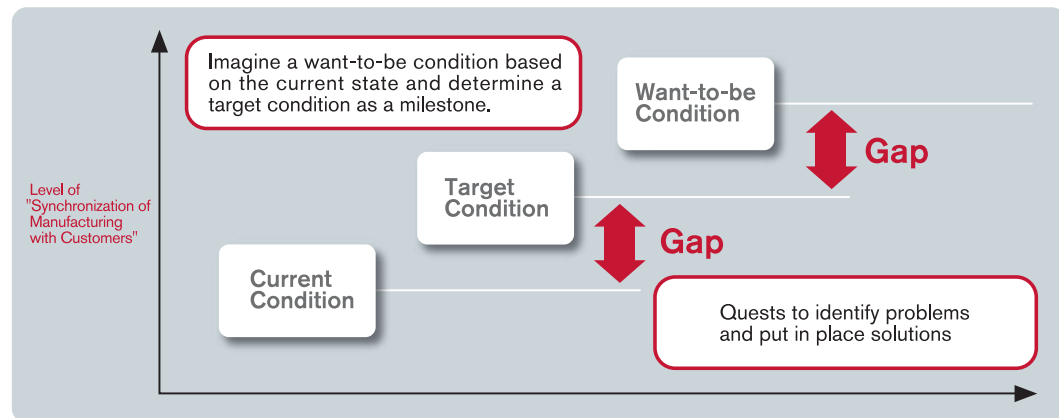 Imagine a want-to-be condition based
on the current state and determine a
target condition as a milestone.
Want-to-be
Condition
Gap
Target
Condition
Level of
"Synchronization of
Manufacturing
with Customers"
Gap
Current
Condition
Quests to identify problems
and put in place solutions